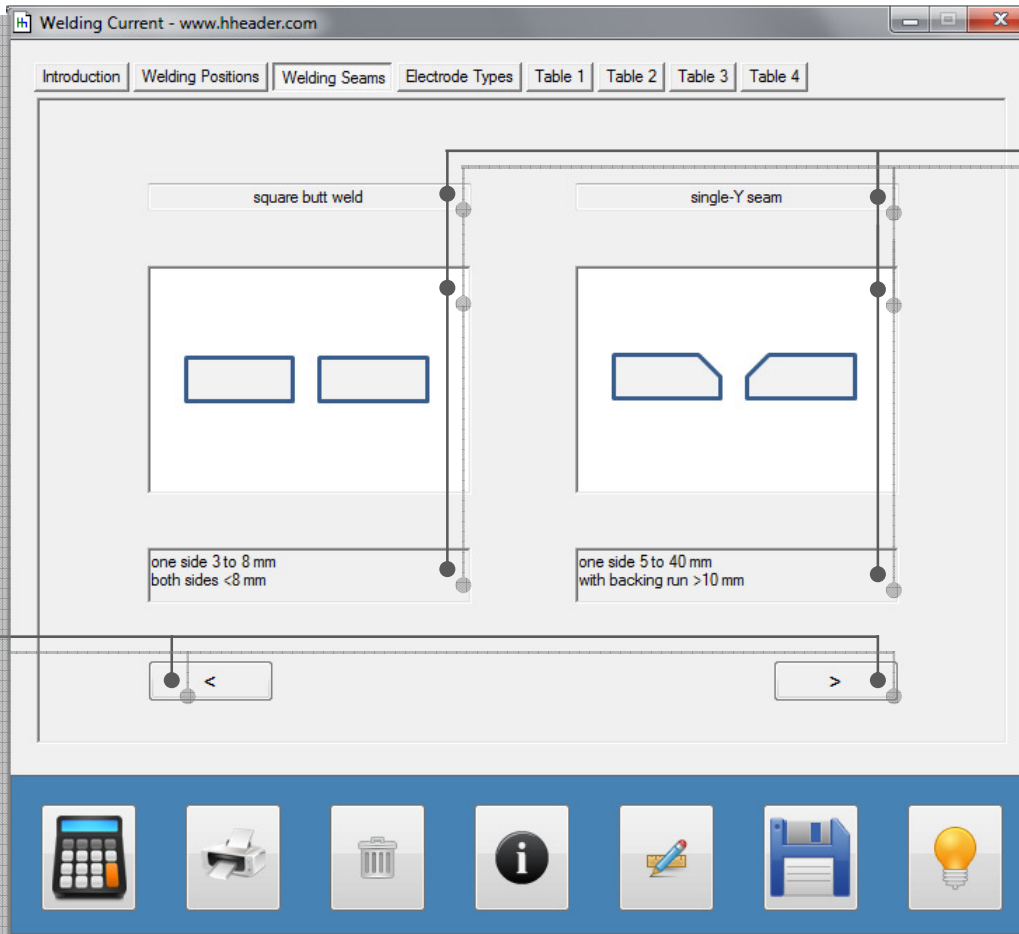 Welding Current - www.hheader.com
Introduction Welding Positions Welding Seams Electrode Types Table 1 Table 2 Table 3 Table 4
square butt weld
single-Y seam
one side 3 to 8 mm
both sides <8 mm
one side 5 to 40 mm
with backing run >10 mm
< >